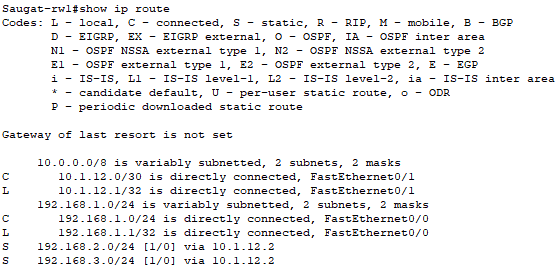 Saugat-rwl#show ip route
Codes: L - local, C - connected, S - static, R - RIP, M - mobile, B - BGP
D - EIGRP, EX - EIGRP external, O - OSPF, IA - OSPF inter area
N1 - OSPF NSSA external type 1, N2 - OSPF NSSA external type 2
E1 - OSPF external type 1, E2 - OSPF external type 2, E - EGP
i - IS-IS, L1 - IS-IS level-1, L2 - IS-IS level-2, ia - IS-IS inter area
* - candidate default, U - per-user static route, o - ODR
P - periodic downloaded static route
Gateway of last resort is not set
10.0.0.0/8 is variably subnetted, 2 subnets, 2 masks
C 10.1.12.0/30 is directly connected, FastEthernet0/1
L 10.1.12.1/32 is directly connected, FastEthernet0/1
192.168.1.0/24 is variably subnetted, 2 subnets, 2 masks
C 192.168.1.0/24 is directly connected, FastEthernet0/0
L 192.168.1.1/32 is directly connected, FastEthernet0/0
S 192.168.2.0/24 [1/0] via 10.1.12.2
S 192.168.3.0/24 [1/0] via 10.1.12.2